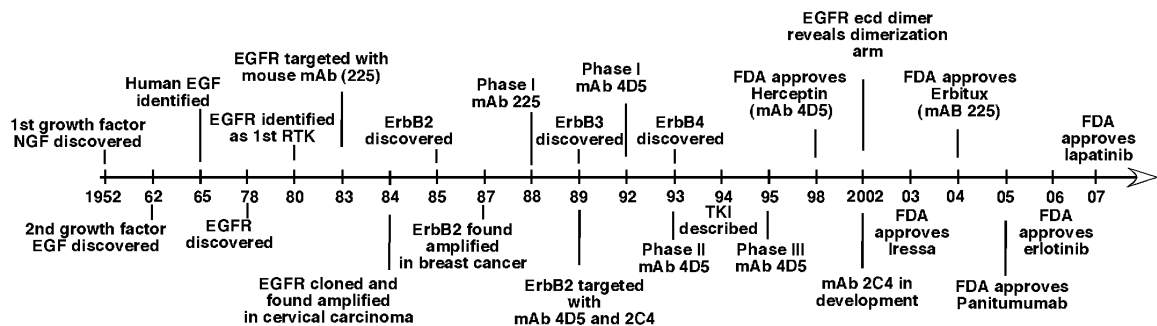 EGFR ecd dimer
reveals dimerization
arm
EGFR targeted with
mouse mAb (225)
Human EGF
identified
Phase I
mAb 225
Phase I
mAb 4D5
FDA approves
Herceptin
(mAb 4D5)
FDA approves
Erbitux
(mAB 225)
1st growth factor
NGF discovered
EGFR identified
as 1st RTK
ErbB2
discovered
ErbB3
discovered
ErbB4
discovered
FDA
approves
lapatinib
1952 62 65 78 80 83 84 85 87 88 89 92 93 94 95 98 2002 03 04 05 06 07
2nd growth factor
EGF discovered
EGFR
discovered
EGFR cloned and
found amplified
in cervical carcinoma
ErbB2 found
amplified
in breast cancer
ErbB2 targeted
with
mAb 4D5 and 2C4
Phase II
mAb 4D5
TKI
described
Phase III
mAb 4D5
mAb 2C4 in
development
FDA
approves
Iressa
FDA approves
Panitumumab
FDA
approves
erlotinib